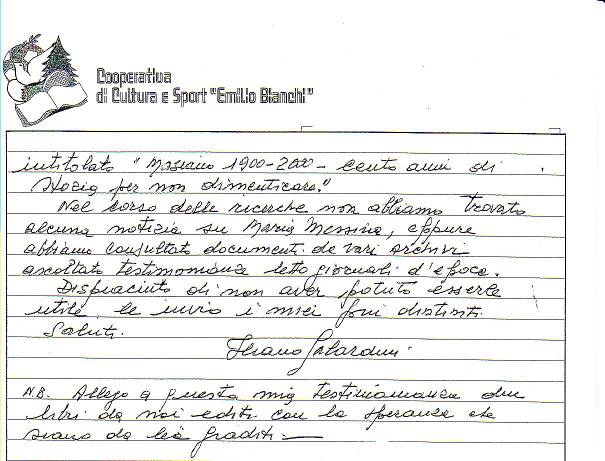 Cooperativa
di Cultura e Sport "Emilio Bianchi"
intitolato "Masiano 1900-2000 - cento anni di
storia per non dimenticare."
Nel corso delle ricerche non abbiamo trovato
alcuna notizia su Maria Messina, eppure
abbiamo consultato documenti de vari archivi
ascoltato testimonianze letto giornali d'epoca.
Dispiaciuto di non aver potuto esserle
utile, le invio i miei più distinti
Saluti.
N.B. Allego a questa mia testimonianza due
libri da noi editi con la speranza che
siano da lei graditi -